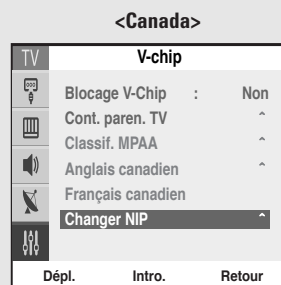 <Canada>
TV V-chip
Blocage V-Chip : Non
Cont. paren. TV ˆ
Classif. MPAA ˆ
Anglais canadien ˆ
Français canadien
Changer NIP ˆ
Dépl. Intro. Retour